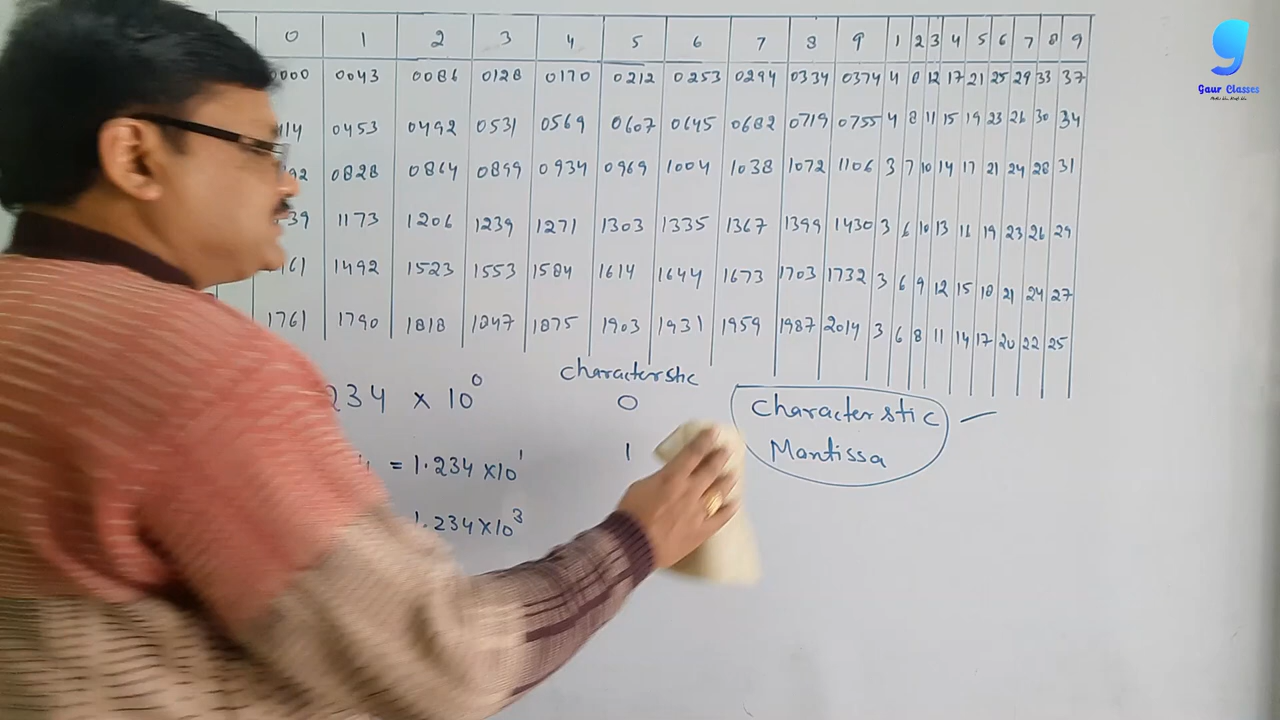 0 1 2 3 4 5 6 7 8 9 1 2 3 4 5 6 7 8 9
0000 0043 0086 0128 0170 0212 0253 0294 0334 0374 4 8 12 17 21 25 29 33 37
14 0453 0492 0531 0569 0607 0645 0682 0719 0755 4 8 11 15 19 23 26 30 34
92 0828 0864 0899 0934 0969 1004 1038 1072 1106 3 7 10 14 17 21 24 28 31
39 1173 1206 1239 1271 1303 1335 1367 1399 1430 3 6 10 13 16 19 23 26 29
61 1492 1523 1553 1584 1614 1644 1673 1703 1732 3 6 9 12 15 18 21 24 27
1761 1790 1818 1847 1875 1903 1931 1959 1987 2014 3 6 8 11 14 17 20 22 25
characterstic
234 × 10⁰ 0
= 1.234 × 10¹ 1
1.234 × 10³
characterstic —
Mantissa
g
Gaur Classes